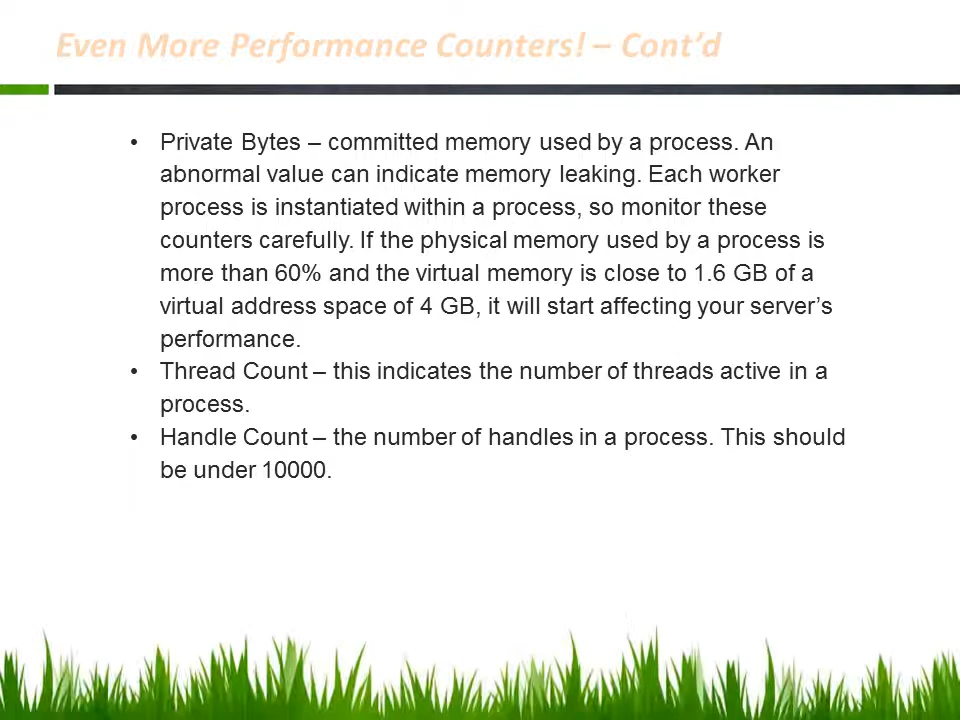 Even More Performance Counters! – Cont’d
• Private Bytes – committed memory used by a process. An
abnormal value can indicate memory leaking. Each worker
process is instantiated within a process, so monitor these
counters carefully. If the physical memory used by a process is
more than 60% and the virtual memory is close to 1.6 GB of a
virtual address space of 4 GB, it will start affecting your server’s
performance.
• Thread Count – this indicates the number of threads active in a
process.
• Handle Count – the number of handles in a process. This should
be under 10000.